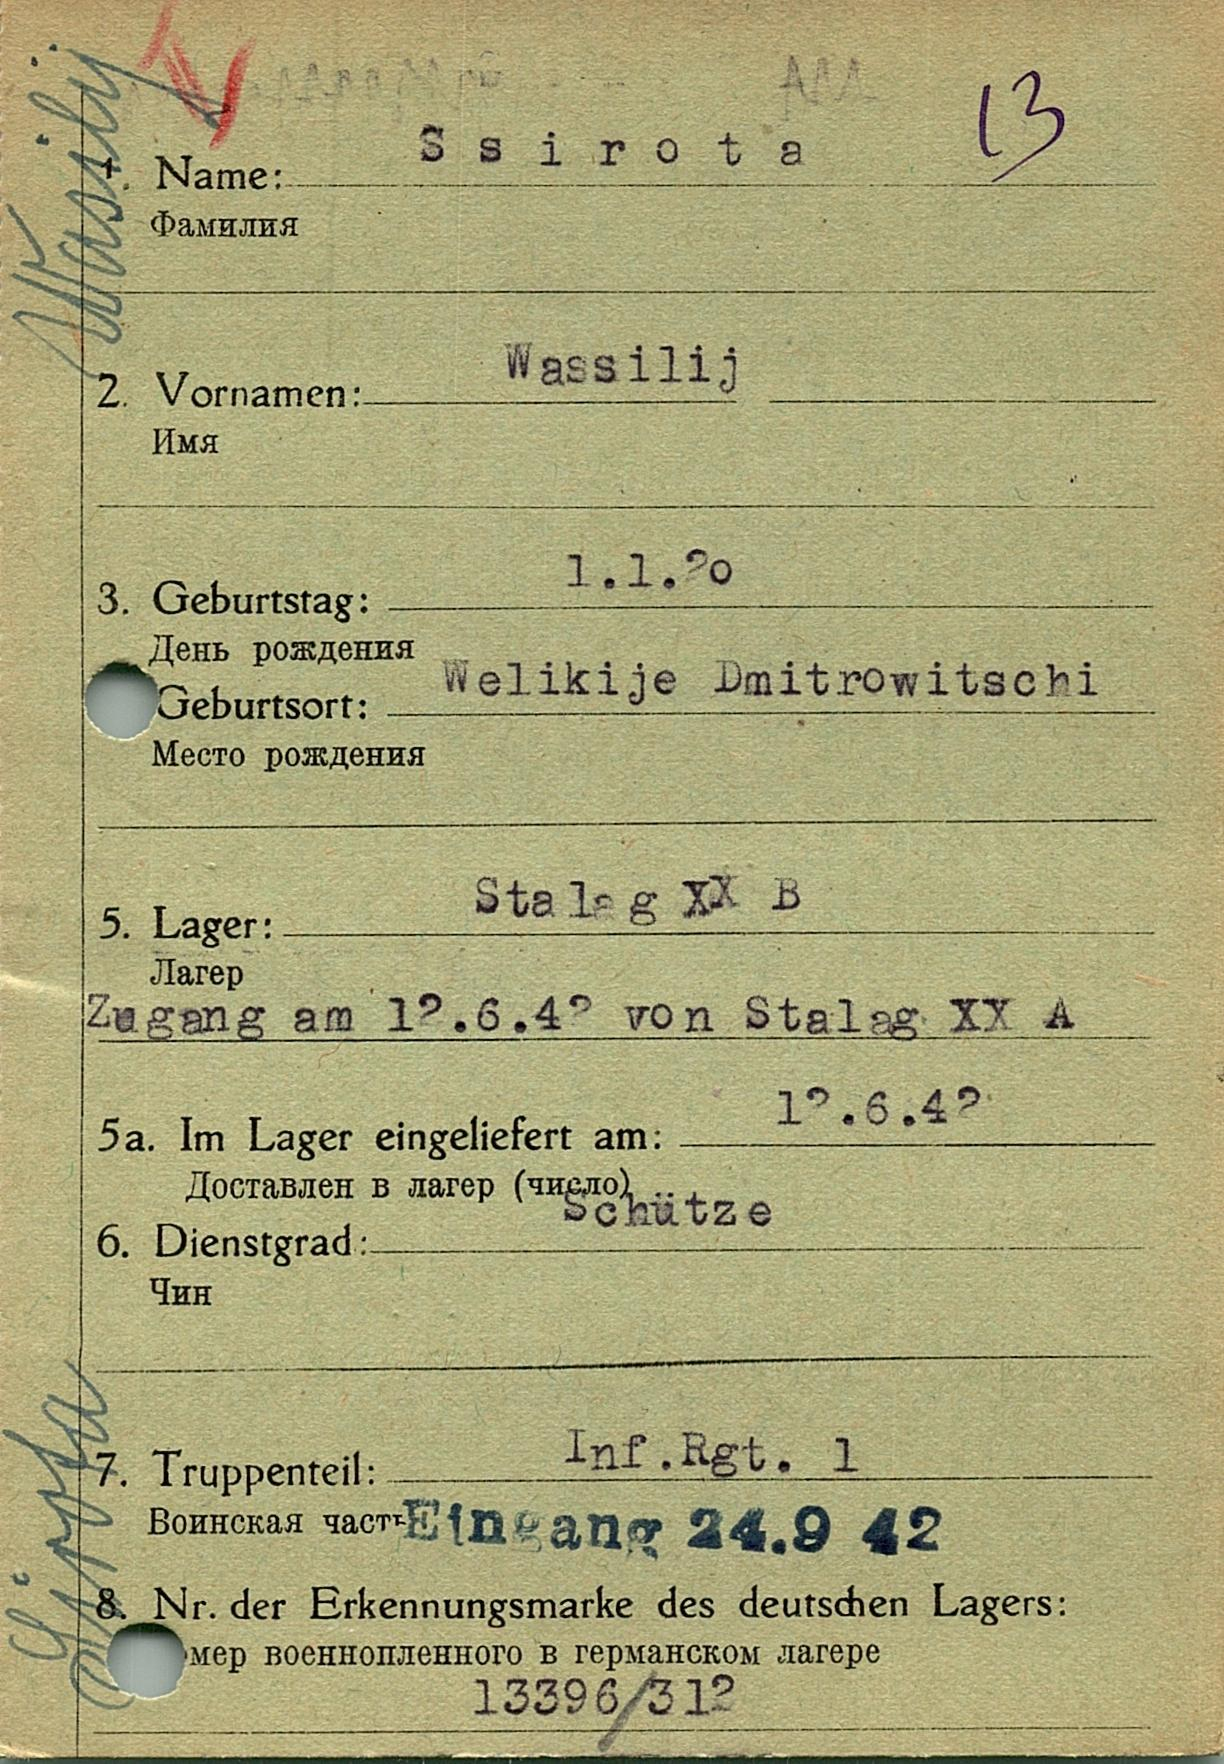 13
S s i r o t a
1. Name:
Фамилия
Wassilij
2. Vornamen:
Имя
1.1.20
3. Geburtstag:
День рождения
Welikije Dmitrowitschi
Geburtsort:
Место рождения
Stalag XX B
5. Lager:
Лагер
Zugang am 12.6.42 von Stalag XX A
12.6.42
5a. Im Lager eingeliefert am:
Доставлен в лагер (число)
Schütze
6. Dienstgrad:
Чин
Inf.Rgt. 1
7. Truppenteil:
Воинская часть
Eingang 24.9 42
8. Nr. der Erkennungsmarke des deutschen Lagers:
омер военнопленного в германском лагере
13396/312
Wasilij
Sirota